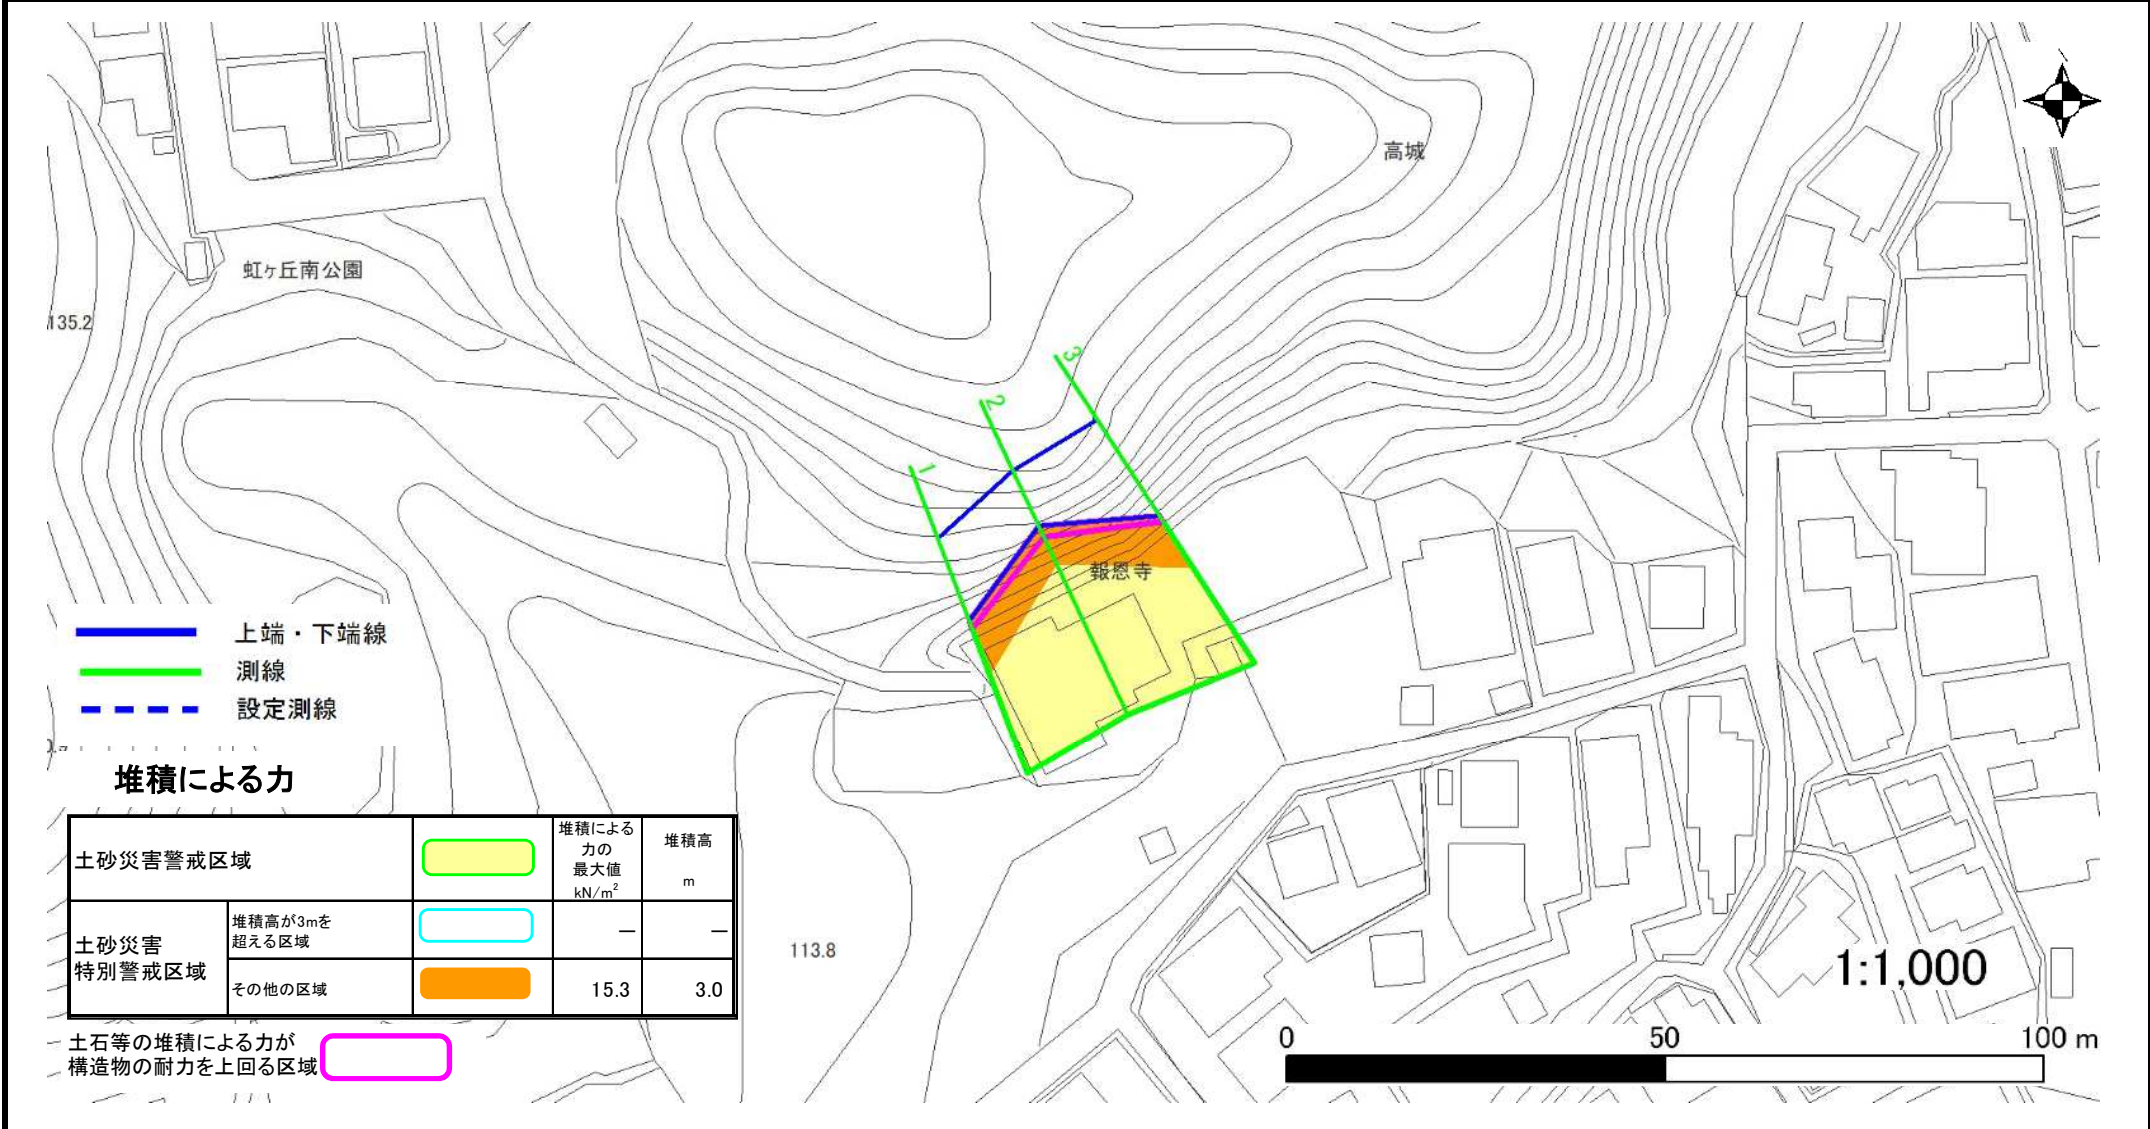 高城
虹ヶ丘南公園
135.2
3
2
1
報恩寺
上端・下端線
測線
設定測線
堆積による力
土砂災害警戒区域
堆積による
力の
最大値
kN/m²
堆積高
m
土砂災害
特別警戒区域
堆積高が3mを
超える区域
－
－
その他の区域
15.3
3.0
土石等の堆積による力が
構造物の耐力を上回る区域
113.8
1:1,000
0
50
100 m